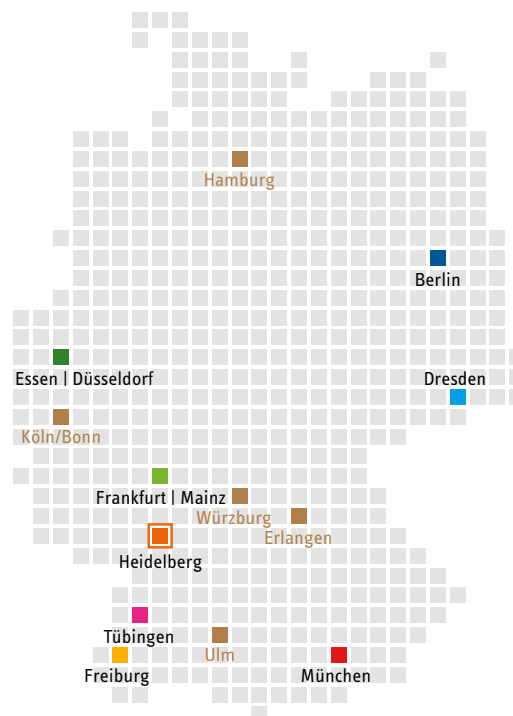 Hamburg
Berlin
Essen | Düsseldorf
Dresden
Köln/Bonn
Frankfurt | Mainz
Würzburg
Erlangen
Heidelberg
Tübingen
Ulm
Freiburg
München